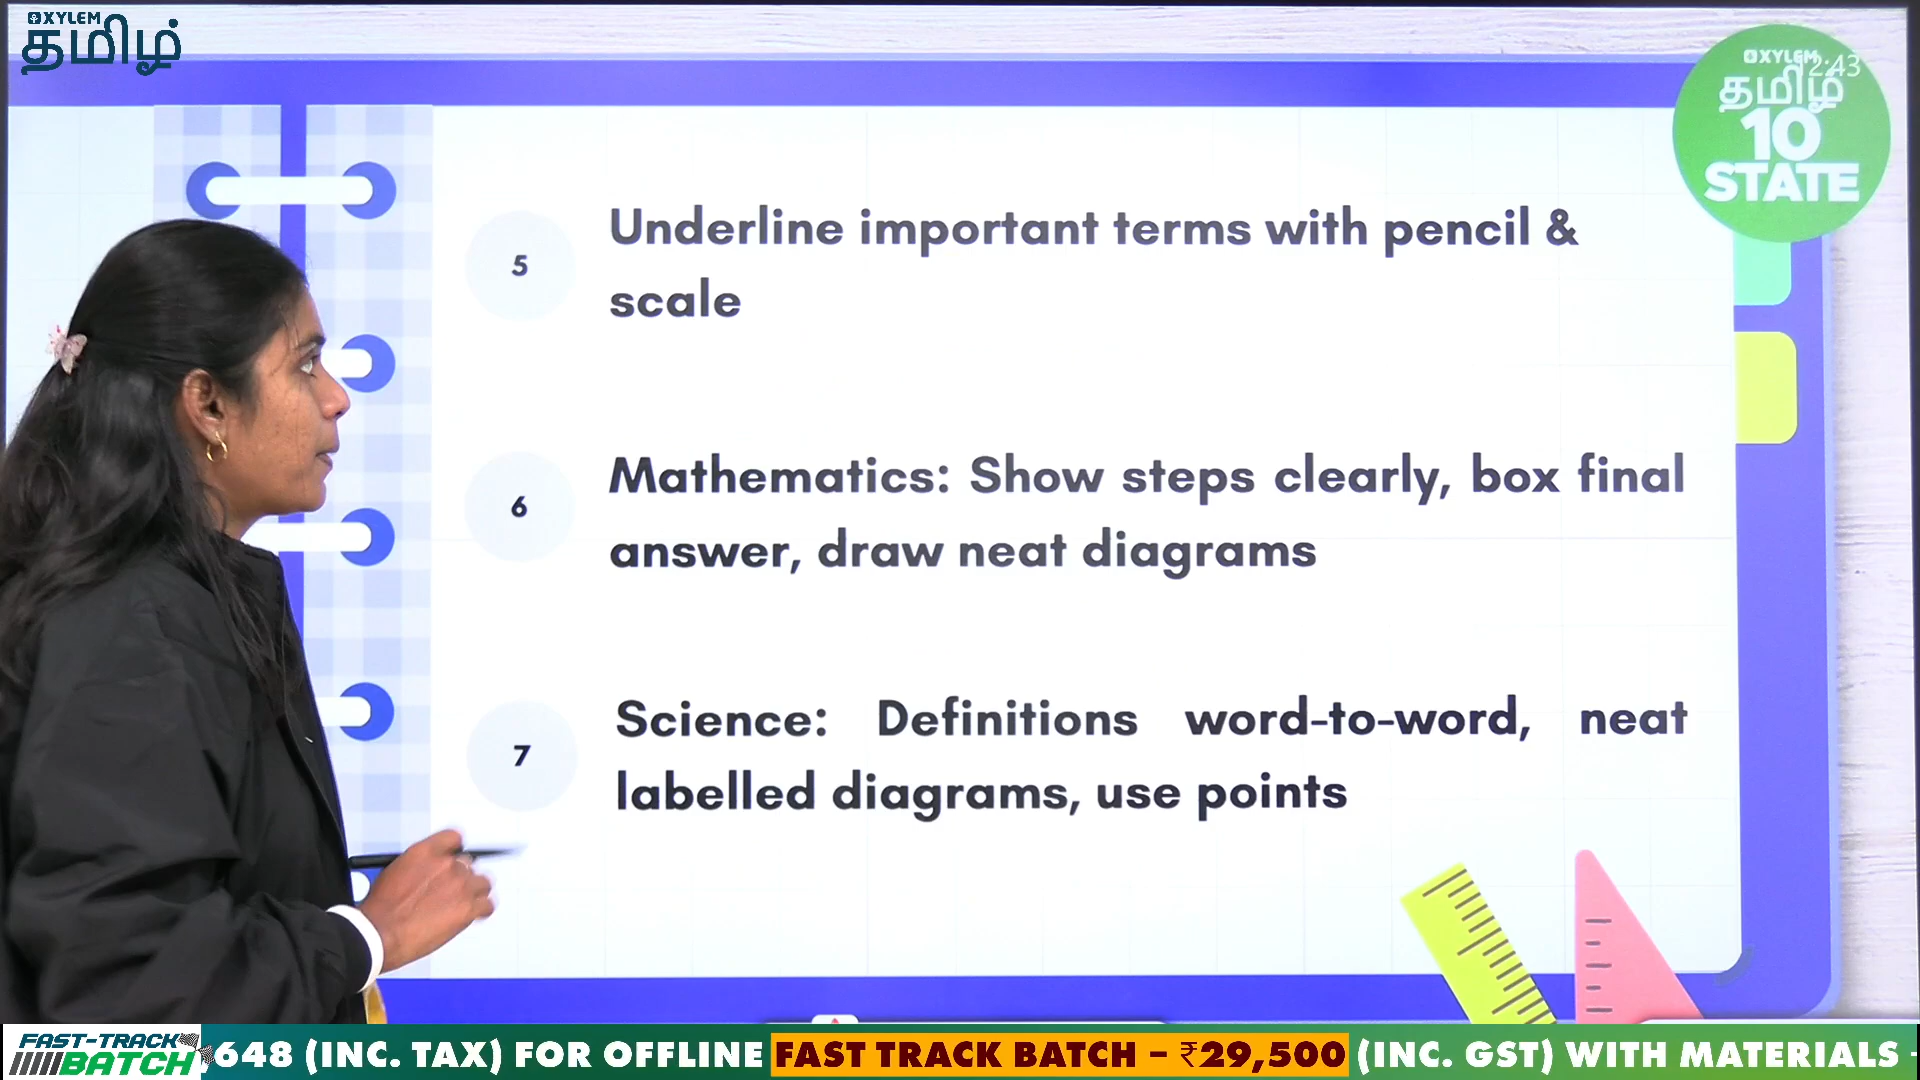 OXYLEM
தமிழ்
OXYLEM
12:43
தமிழ்
10
STATE
5
Underline important terms with pencil &
scale
6
Mathematics: Show steps clearly, box final
answer, draw neat diagrams
7
Science: Definitions word-to-word, neat
labelled diagrams, use points
FAST-TRACK
BATCH
,648 (INC. TAX) FOR OFFLINE FAST TRACK BATCH – ₹29,500 (INC. GST) WITH MATERIALS -